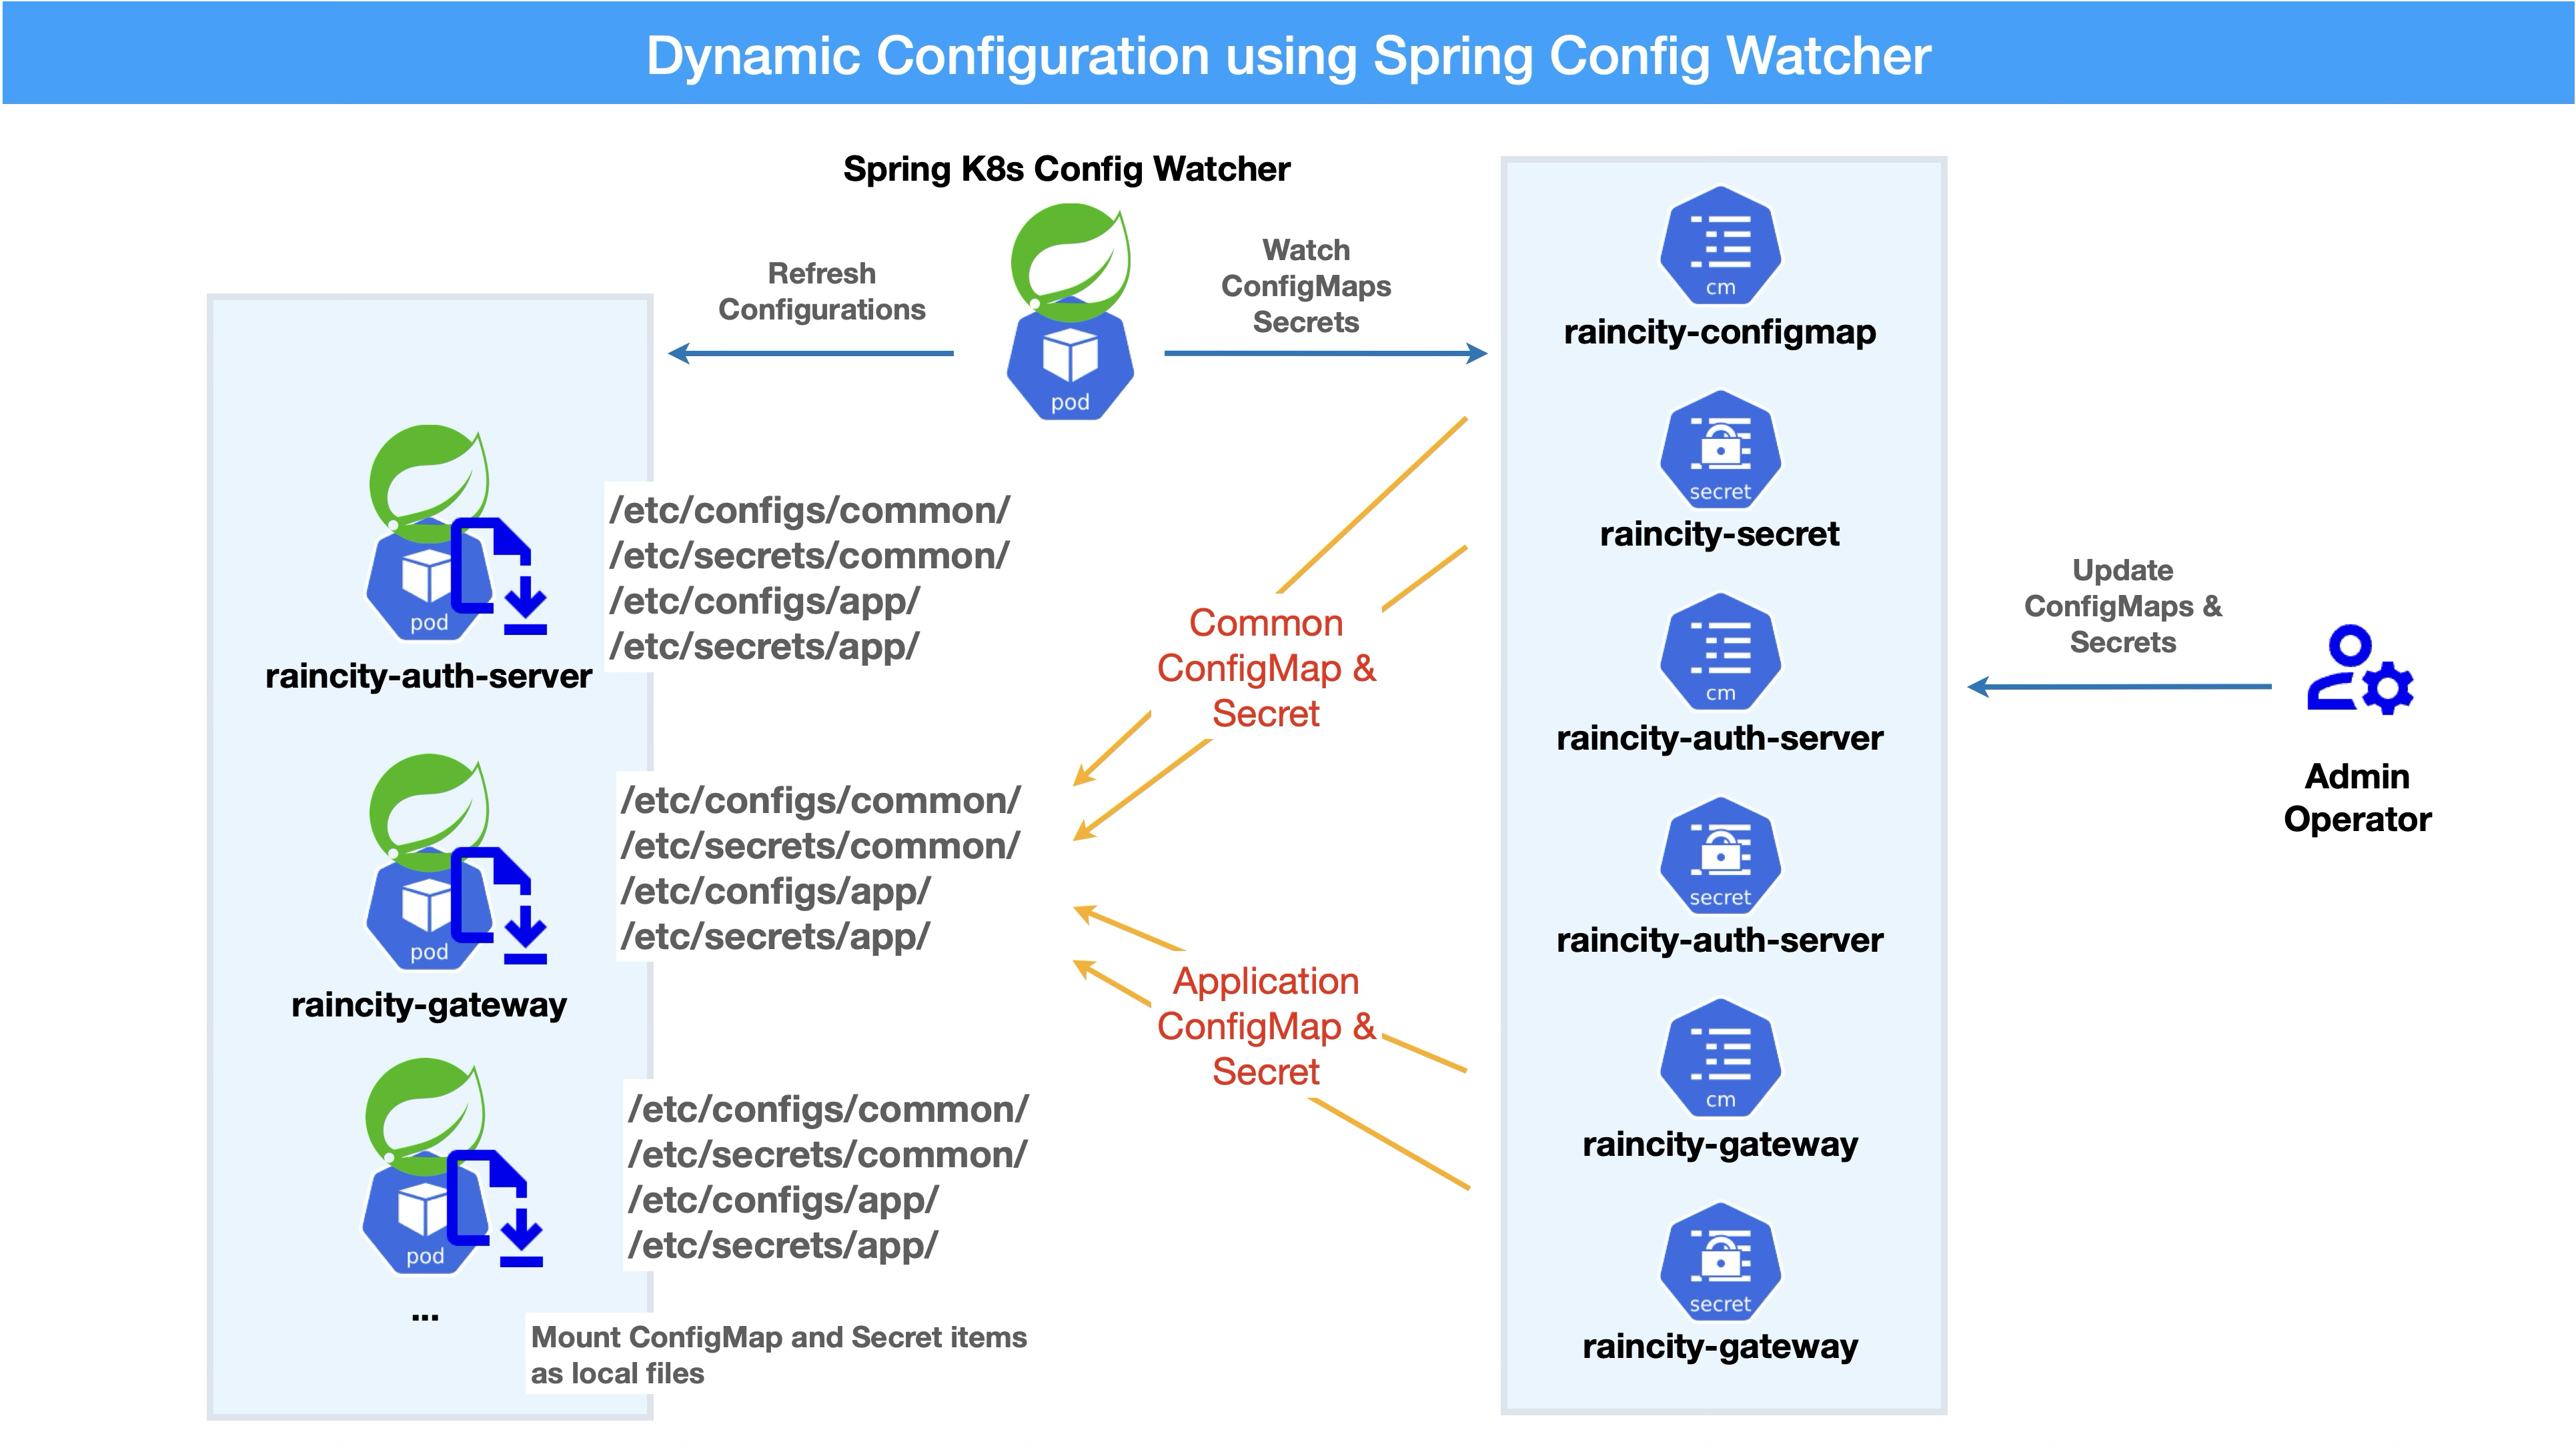 Dynamic Configuration using Spring Config Watcher
Spring K8s Config Watcher
Refresh
Configurations
pod
Watch
ConfigMaps
Secrets
pod
raincity-auth-server
/etc/configs/common/
/etc/secrets/common/
/etc/configs/app/
/etc/secrets/app/
pod
raincity-gateway
/etc/configs/common/
/etc/secrets/common/
/etc/configs/app/
/etc/secrets/app/
pod
...
/etc/configs/common/
/etc/secrets/common/
/etc/configs/app/
/etc/secrets/app/
Mount ConfigMap and Secret items
as local files
Common
ConfigMap &
Secret
Application
ConfigMap &
Secret
cm
raincity-configmap
secret
raincity-secret
cm
raincity-auth-server
secret
raincity-auth-server
cm
raincity-gateway
secret
raincity-gateway
Update
ConfigMaps &
Secrets
Admin
Operator